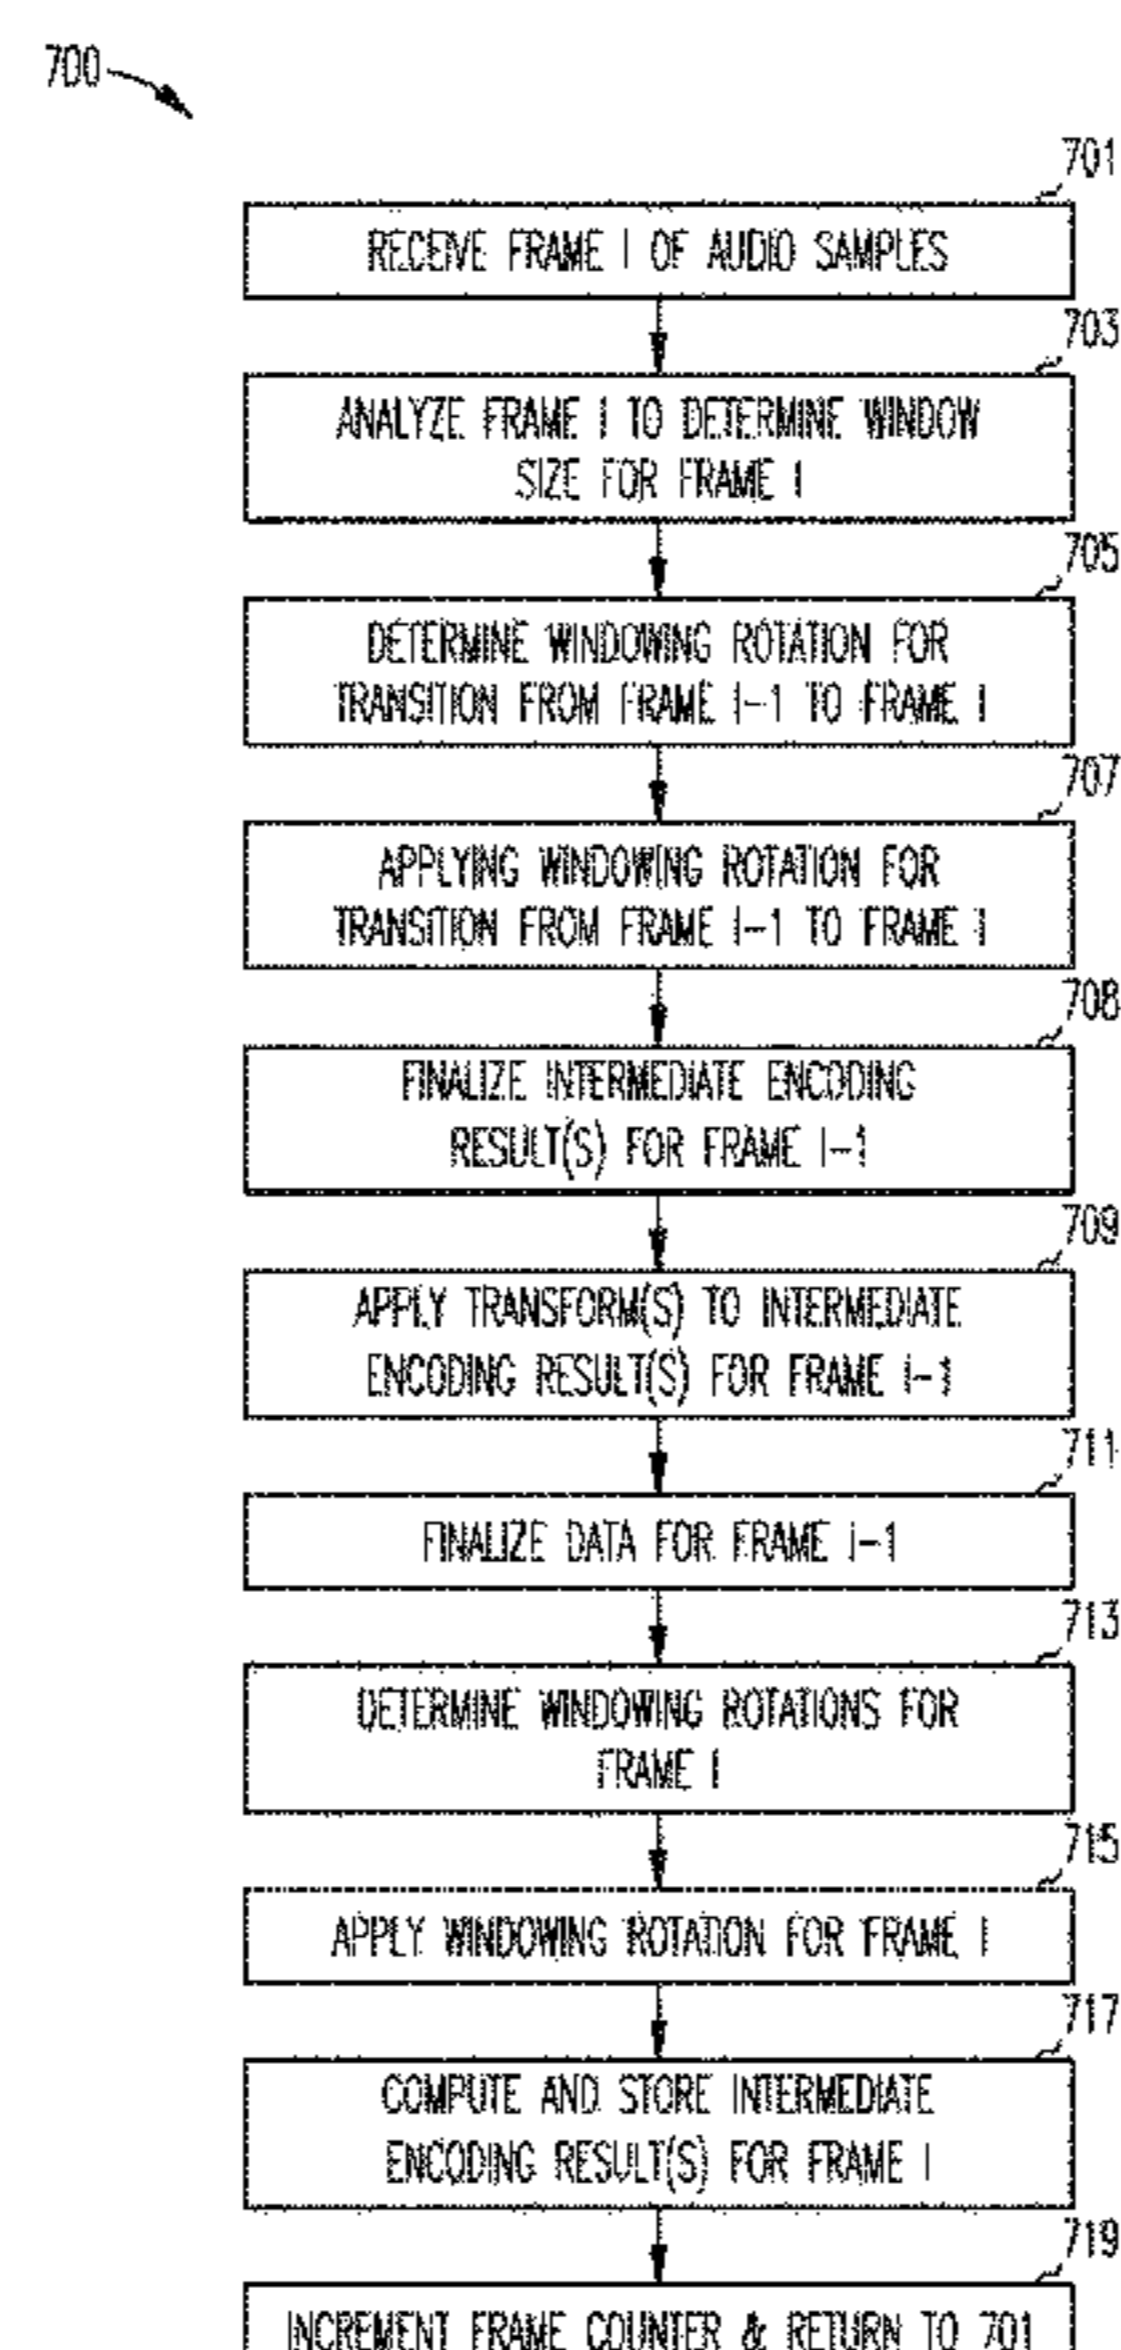 700
701
RECEIVE FRAME I OF AUDIO SAMPLES
703
ANALYZE FRAME I TO DETERMINE WINDOW
SIZE FOR FRAME I
705
DETERMINE WINDOWING ROTATION FOR
TRANSITION FROM FRAME I-1 TO FRAME I
707
APPLYING WINDOWING ROTATION FOR
TRANSITION FROM FRAME I-1 TO FRAME I
708
FINALIZE INTERMEDIATE ENCODING
RESULT(S) FOR FRAME I-1
709
APPLY TRANSFORM(S) TO INTERMEDIATE
ENCODING RESULT(S) FOR FRAME I-1
711
FINALIZE DATA FOR FRAME I-1
713
DETERMINE WINDOWING ROTATIONS FOR
FRAME I
715
APPLY WINDOWING ROTATION FOR FRAME I
717
COMPUTE AND STORE INTERMEDIATE
ENCODING RESULT(S) FOR FRAME I
719
INCREMENT FRAME COUNTER & RETURN TO 701